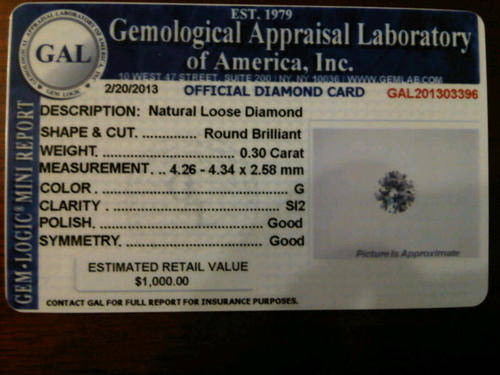 EST. 1979
Gemological Appraisal Laboratory
of America, Inc.
GAL
GEM LOGIC
10 WEST 47 STREET, SUITE 200 | NY, NY 10036 | WWW.GEMLAB.COM
2/20/2013 OFFICIAL DIAMOND CARD GAL201303396
GEM-LOGIC® MINI REPORT
DESCRIPTION: Natural Loose Diamond
SHAPE & CUT. .............. Round Brilliant
WEIGHT. ................................ 0.30 Carat
MEASUREMENT. .. 4.26 - 4.34 x 2.58 mm
COLOR. ................................................ G
CLARITY. ........................................... SI2
POLISH. .......................................... Good
SYMMETRY. ................................... Good
Picture is Approximate
ESTIMATED RETAIL VALUE
$1,000.00
CONTACT GAL FOR FULL REPORT FOR INSURANCE PURPOSES.